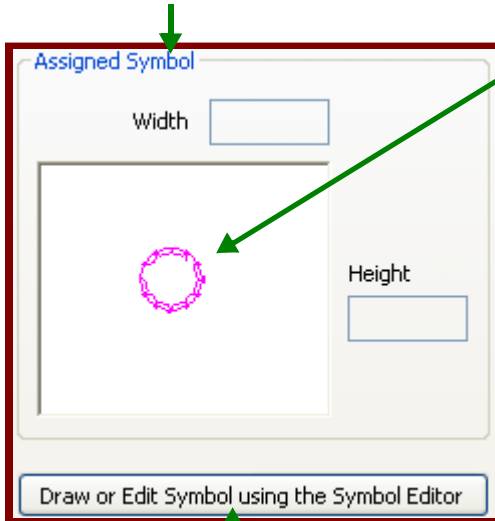 Assigned Symbol
Width
Height
Draw or Edit Symbol using the Symbol Editor